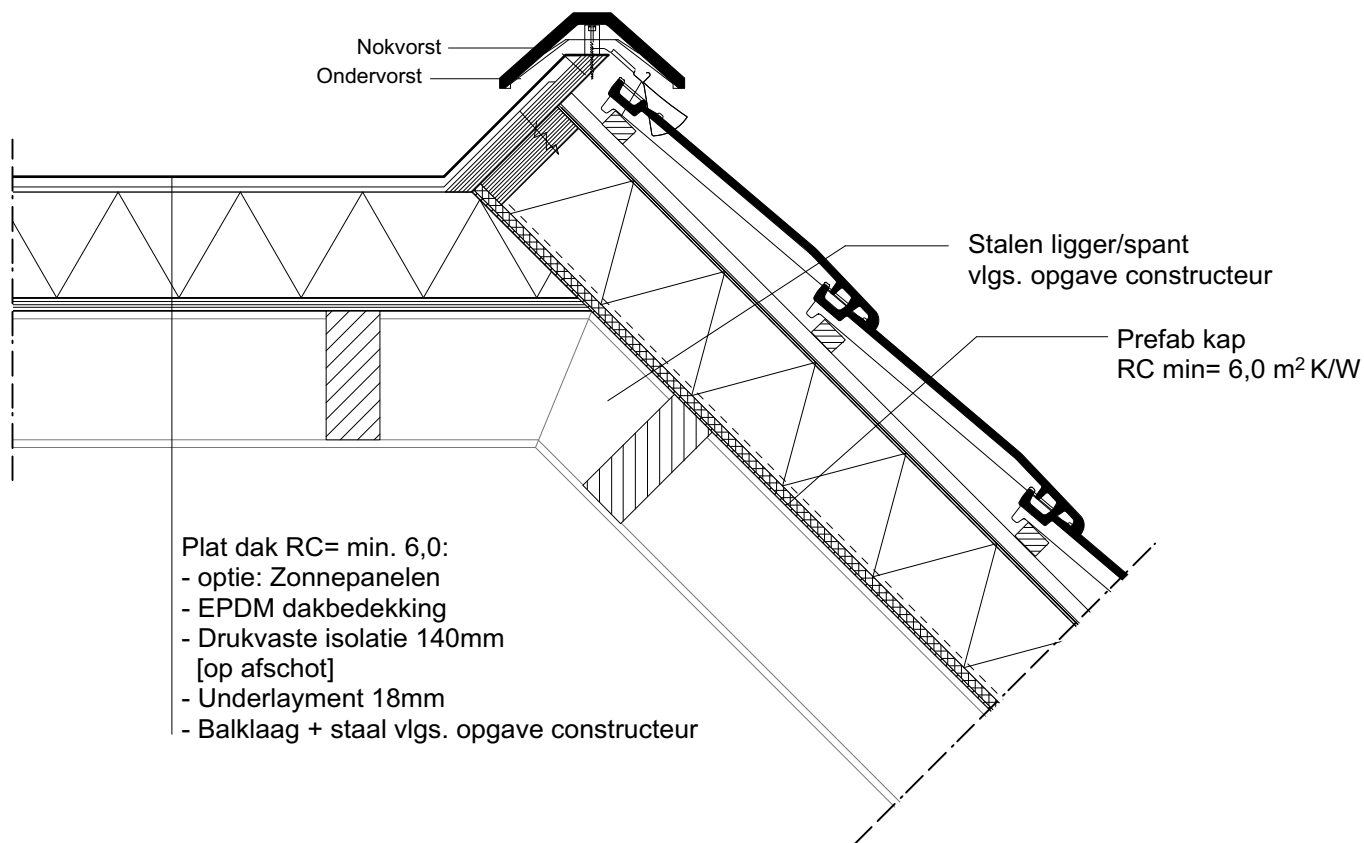 Nokvorst
Ondervorst
Stalen ligger/spant
vlgs. opgave constructeur
Prefab kap
RC min= 6,0 m² K/W
Plat dak RC= min. 6,0:
- optie: Zonnepanelen
- EPDM dakbedekking
- Drukvaste isolatie 140mm
[op afschot]
- Underlayment 18mm
- Balklaag + staal vlgs. opgave constructeur